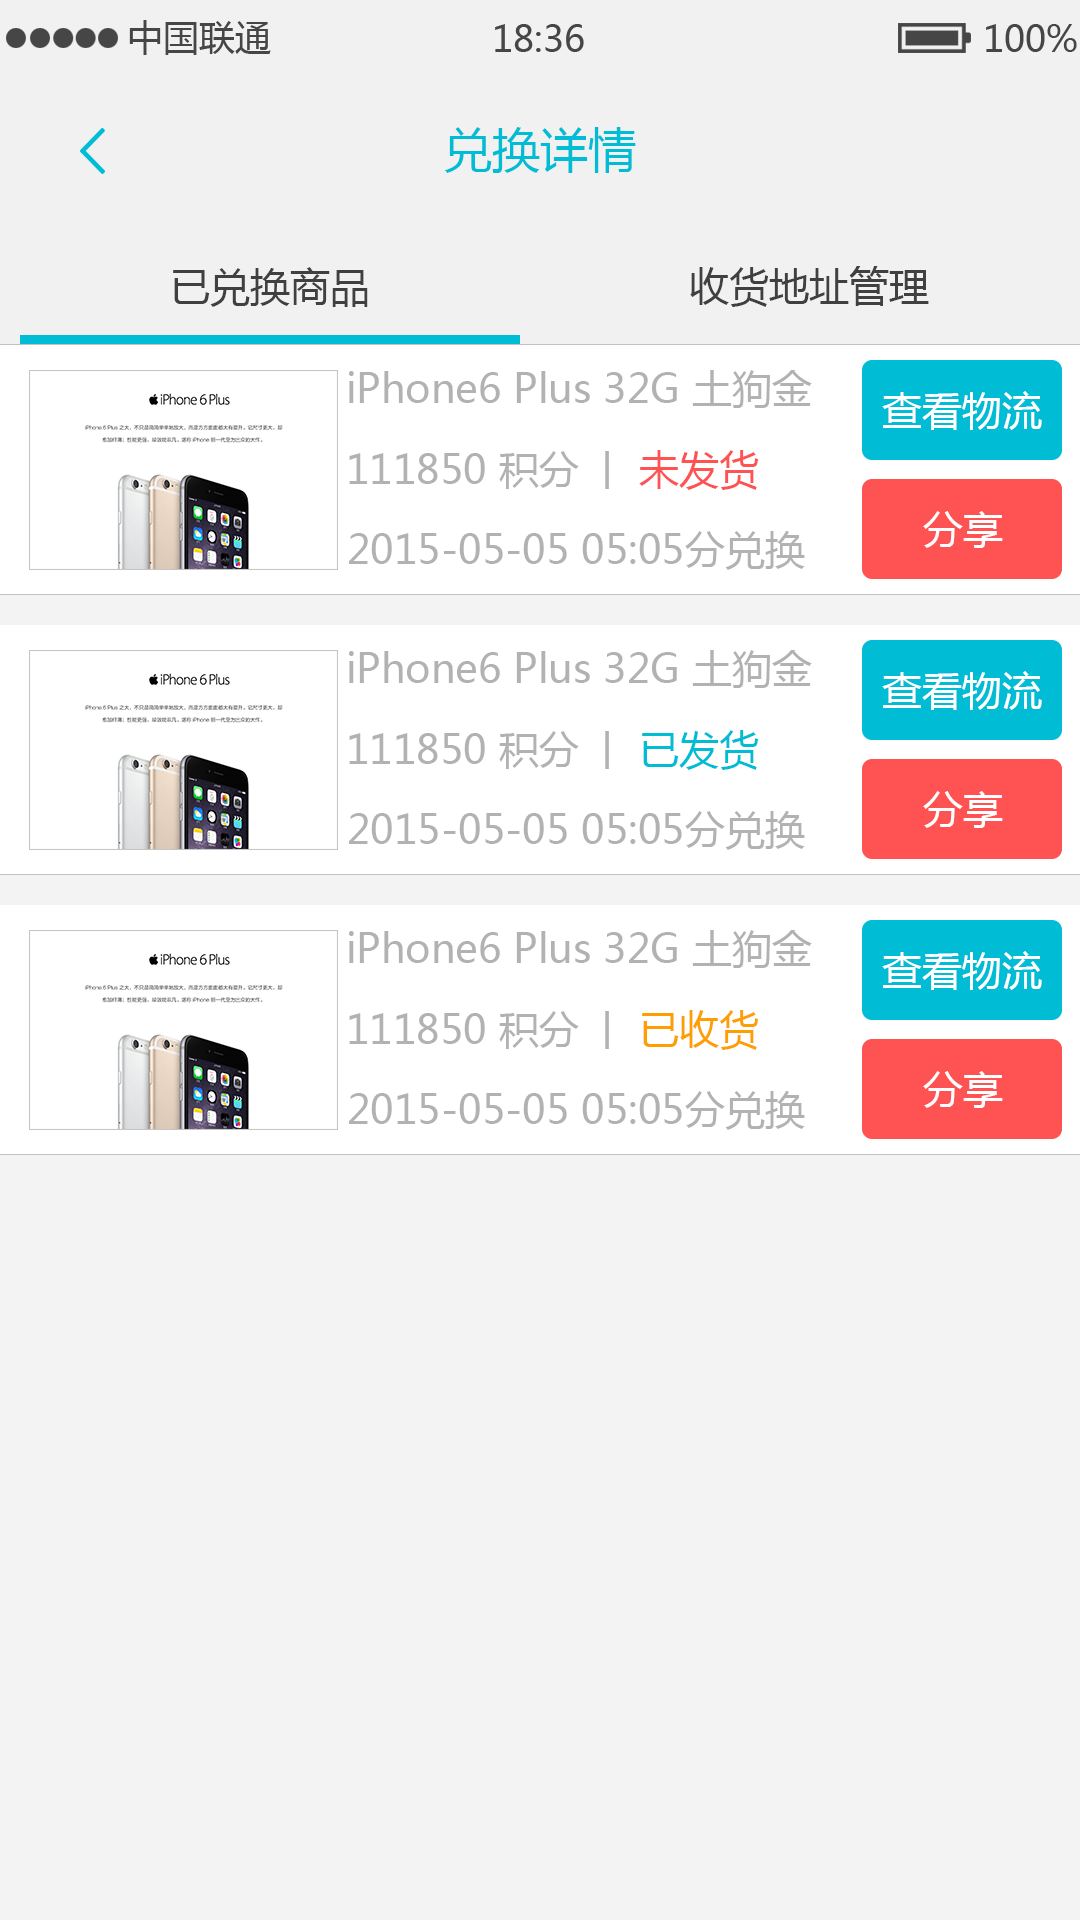 中国联通 18:36 100%
兑换详情
已兑换商品 收货地址管理
iPhone 6 Plus
iPhone6 Plus 32G 土狗金
111850 积分 | 未发货
2015-05-05 05:05分兑换
查看物流
分享
iPhone 6 Plus
iPhone6 Plus 32G 土狗金
111850 积分 | 已发货
2015-05-05 05:05分兑换
查看物流
分享
iPhone 6 Plus
iPhone6 Plus 32G 土狗金
111850 积分 | 已收货
2015-05-05 05:05分兑换
查看物流
分享